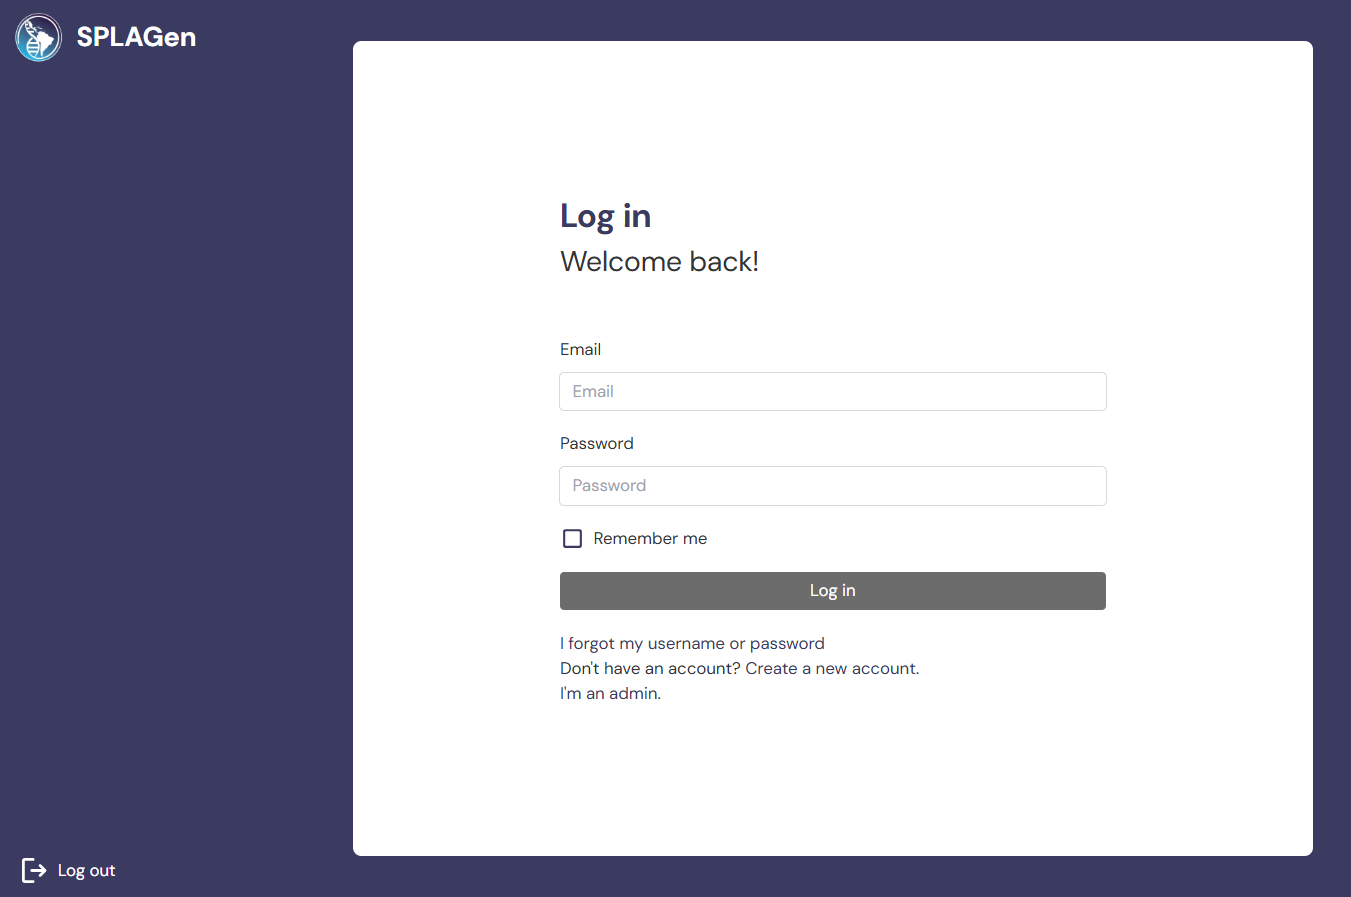 SPLAGen
Log in
Welcome back!
Email
Email
Password
Password
Remember me
Log in
I forgot my username or password
Don't have an account? Create a new account.
I'm an admin.
Log out